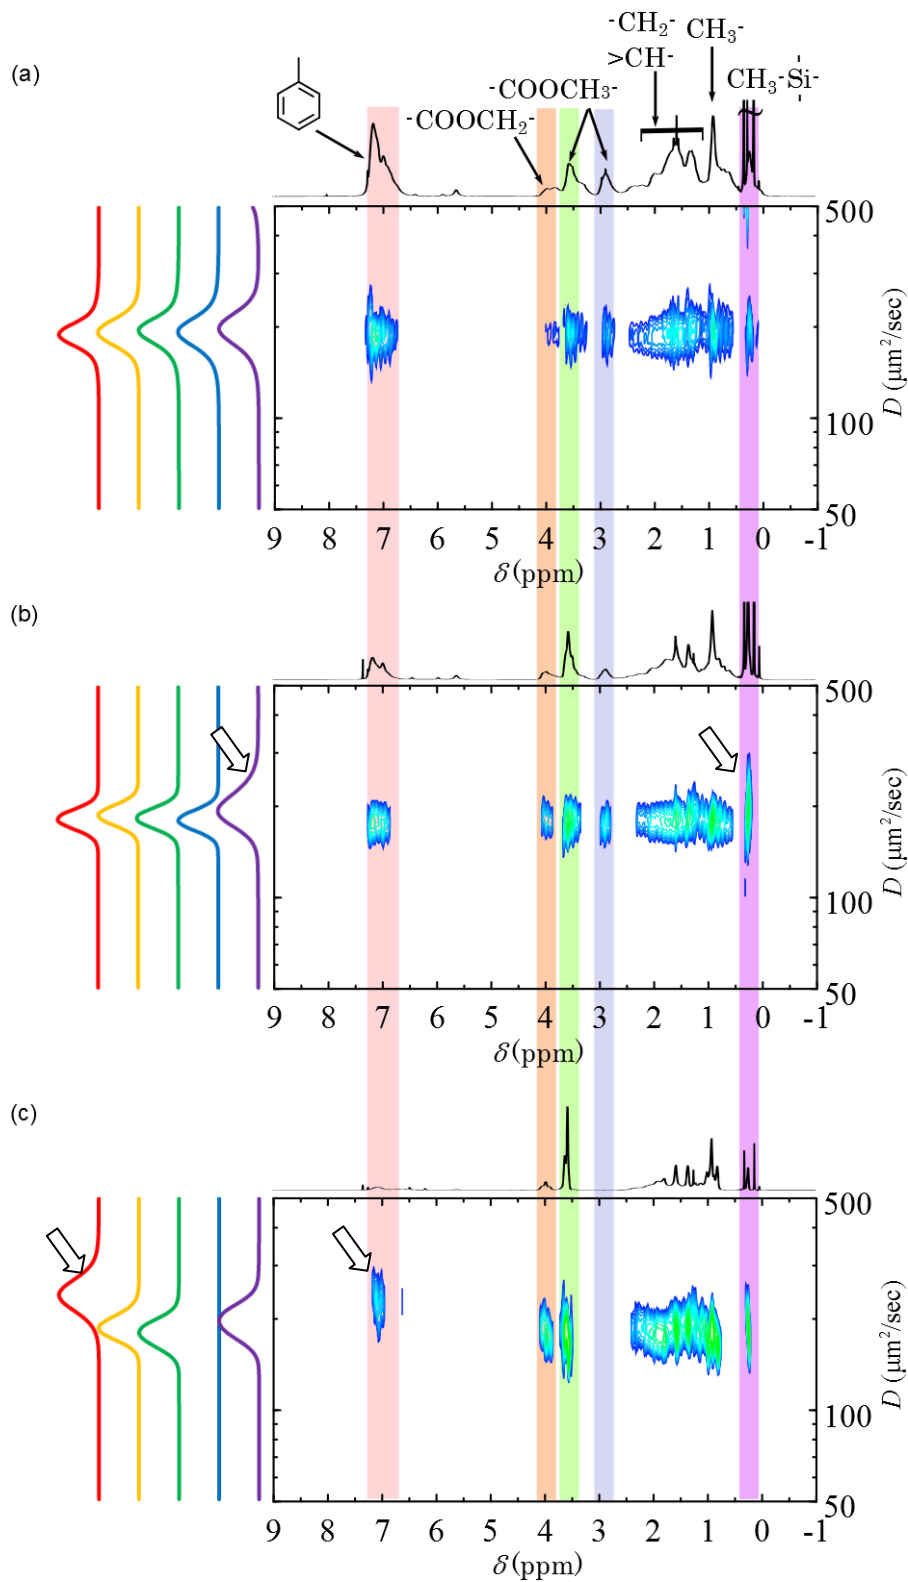 -CH₂-
>CH-
CH₃-
(a)
CH₃-Si-
-COOCH₃-
-COOCH₂-
500
100
50
D (μm²/sec)
9 8 7 6 5 4 3 2 1 0 -1
δ (ppm)
(b)
500
100
50
D (μm²/sec)
9 8 7 6 5 4 3 2 1 0 -1
δ (ppm)
(c)
500
100
50
D (μm²/sec)
9 8 7 6 5 4 3 2 1 0 -1
δ (ppm)